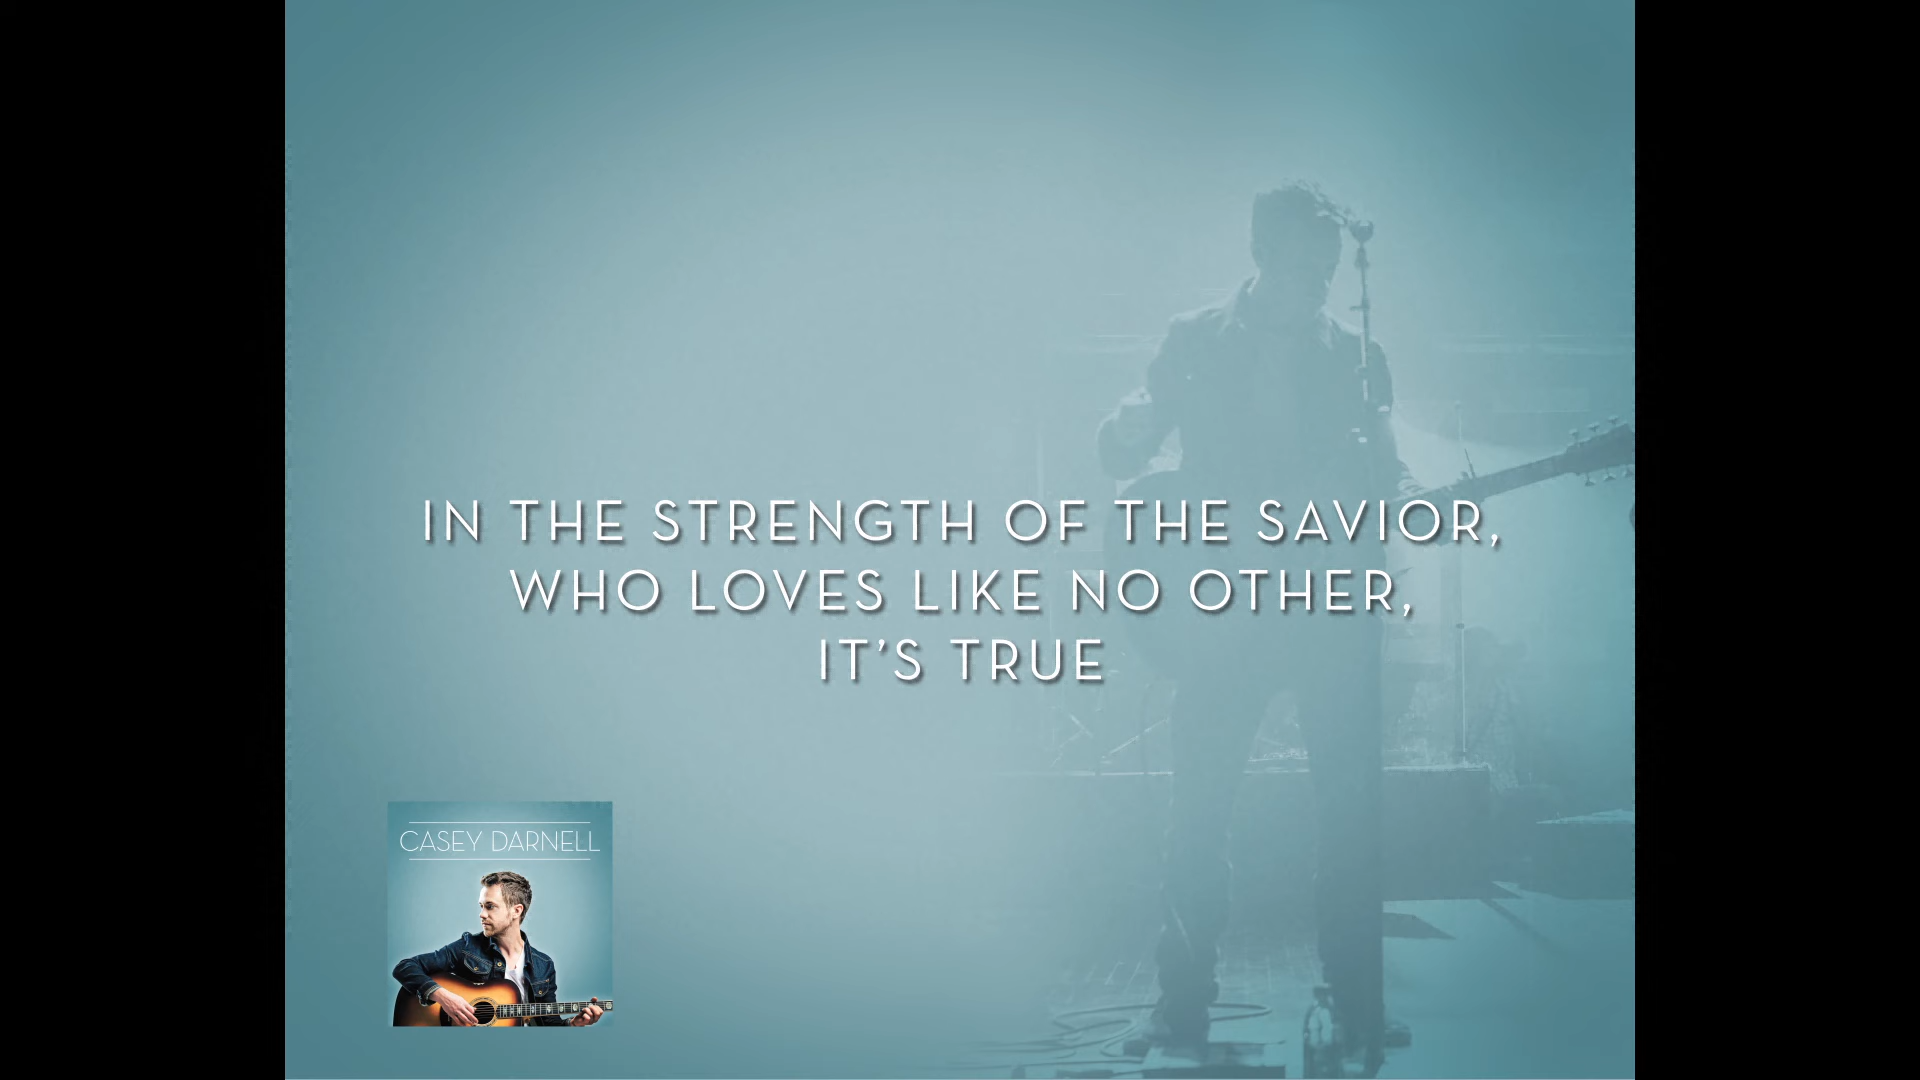 IN THE STRENGTH OF THE SAVIOR,
WHO LOVES LIKE NO OTHER,
IT'S TRUE
CASEY DARNELL